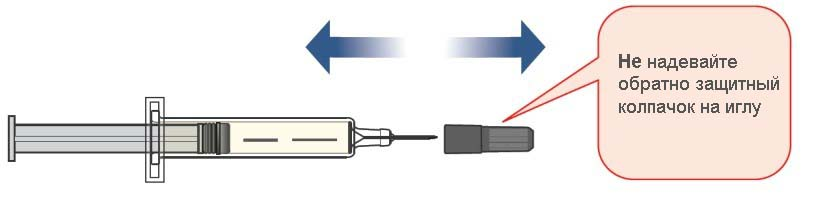 Не надевайте
обратно защитный
колпачок на иглу